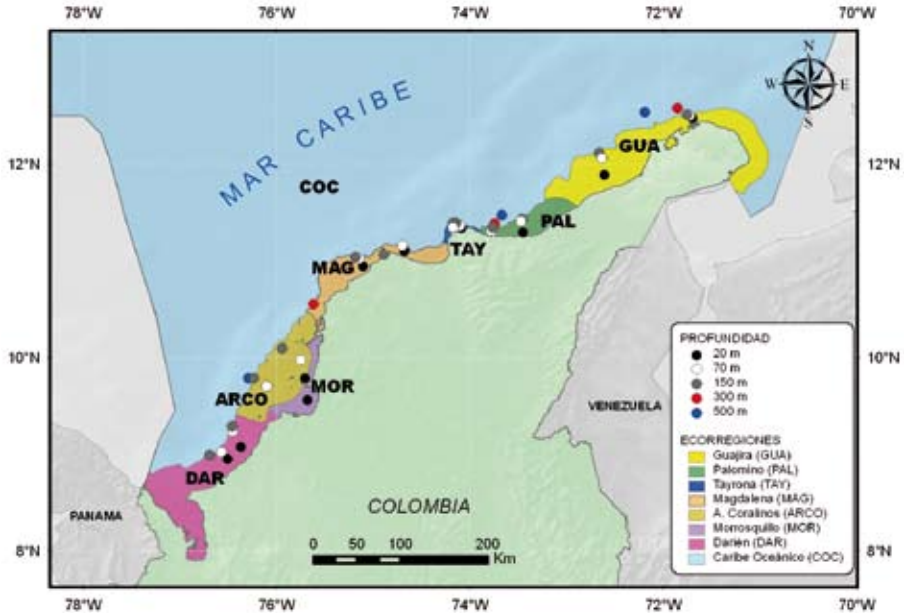 78°W 76°W 74°W 72°W 70°W
N
W E
S
MAR CARIBE
12°N 12°N
GUA
COC
PAL
TAY
MAG
10°N 10°N
PROFUNDIDAD
20 m
70 m
150 m
300 m
500 m
MOR
ARCO
VENEZUELA
ECORREGIONES
Guajira (GUA)
Palomino (PAL)
Tayrona (TAY)
Magdalena (MAG)
A. Coralinos (ARCO)
Morrosquillo (MOR)
Darién (DAR)
Caribe Oceánico (COC)
DAR
COLOMBIA
PANAMA
0 50 100 200
Km
8°N 8°N
78°W 76°W 74°W 72°W 70°W